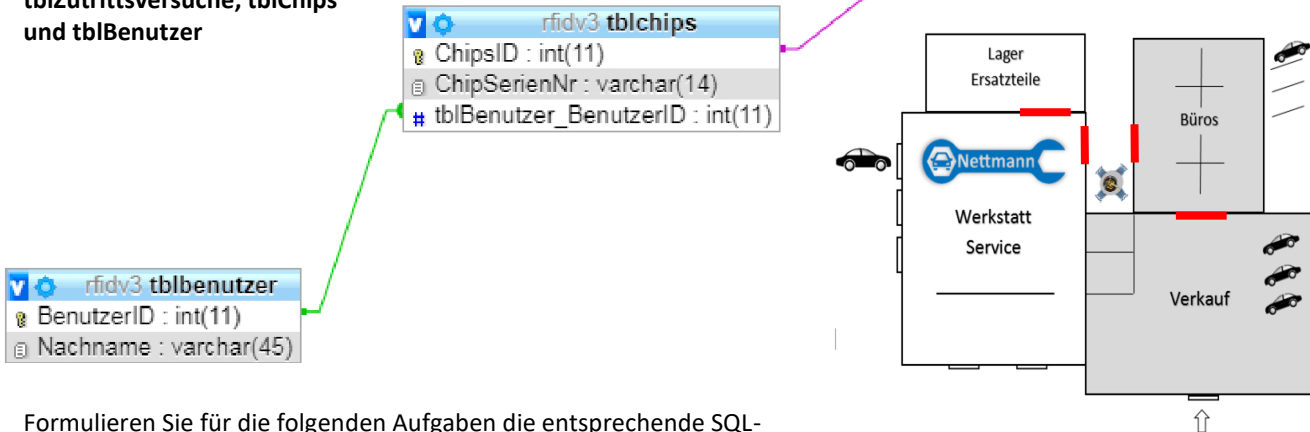 tblZutrittsversuche, tblChips
und tblBenutzer
rfidv3 tblchips
ChipsID : int(11)
ChipSerienNr : varchar(14)
# tblBenutzer_BenutzerID : int(11)
rfidv3 tblbenutzer
BenutzerID : int(11)
Nachname : varchar(45)
Lager
Ersatzteile
Büros
Nettmann
Werkstatt
Service
Verkauf
Formulieren Sie für die folgenden Aufgaben die entsprechende SQL-